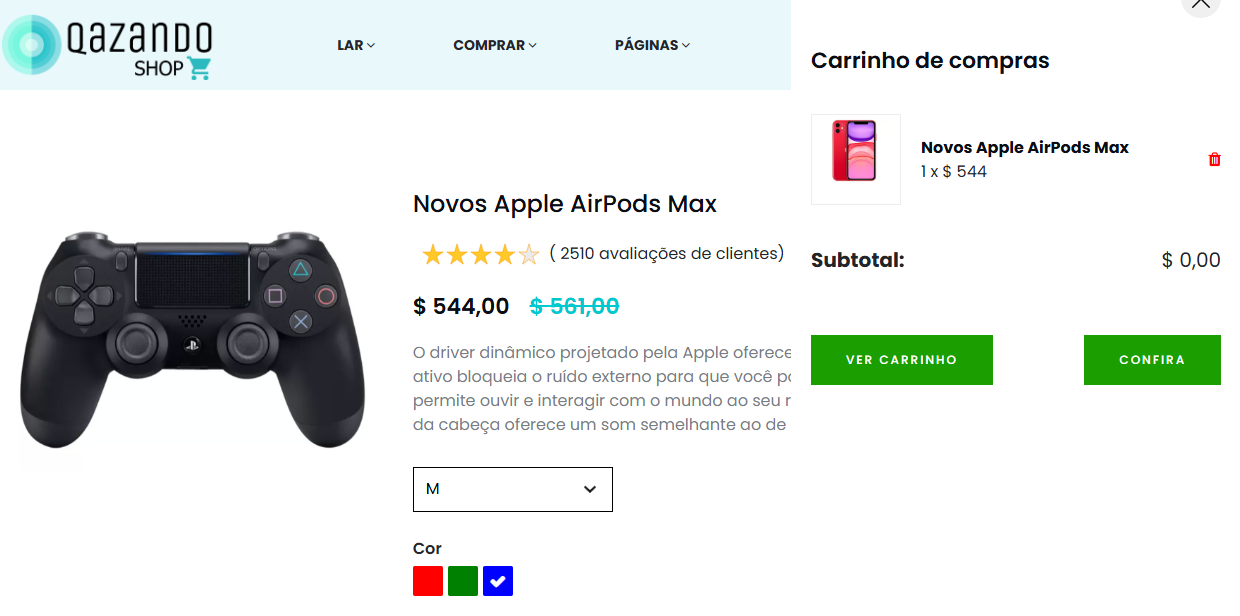 Qazando
SHOP
LAR
COMPRAR
PÁGINAS
Novos Apple AirPods Max
( 2510 avaliações de clientes)
$ 544,00 $ 561,00
O driver dinâmico projetado pela Apple oferece
ativo bloqueia o ruído externo para que você
permite ouvir e interagir com o mundo ao seu
da cabeça oferece um som semelhante ao de
M
Cor
Carrinho de compras
Novos Apple AirPods Max
1 x $ 544
Subtotal: $ 0,00
VER CARRINHO
CONFIRA